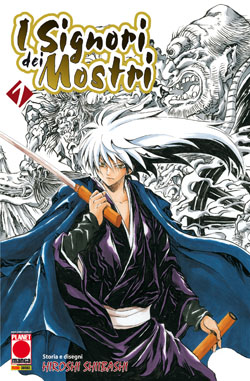 I Signori
dei
Mostri
1
Storia e disegni
HIROSHI SHIIBASHI
PLANET
MANGA